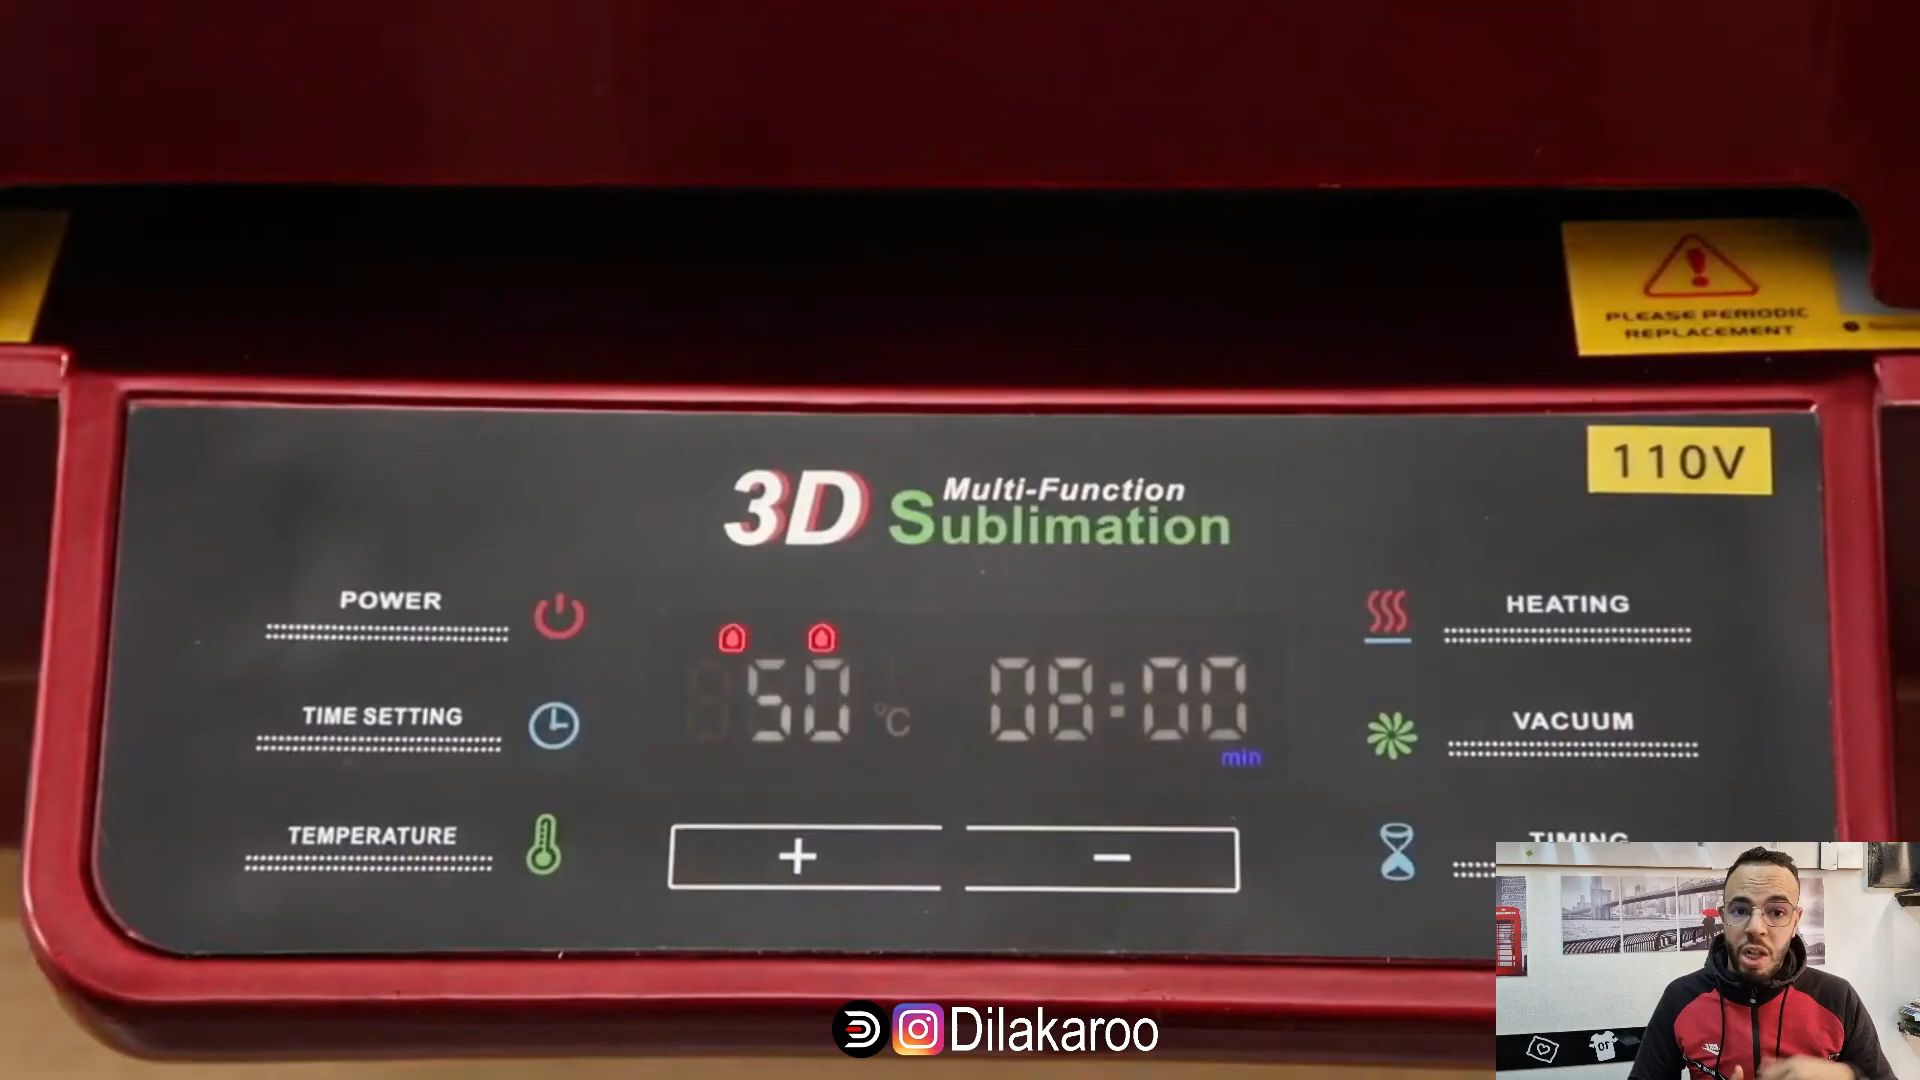 PLEASE PERIODIC
REPLACEMENT
110V
3D Multi-Function
Sublimation
POWER
HEATING
50 °C 08:00
min
TIME SETTING
VACUUM
TEMPERATURE
+ −
TIMING
Dilakaroo